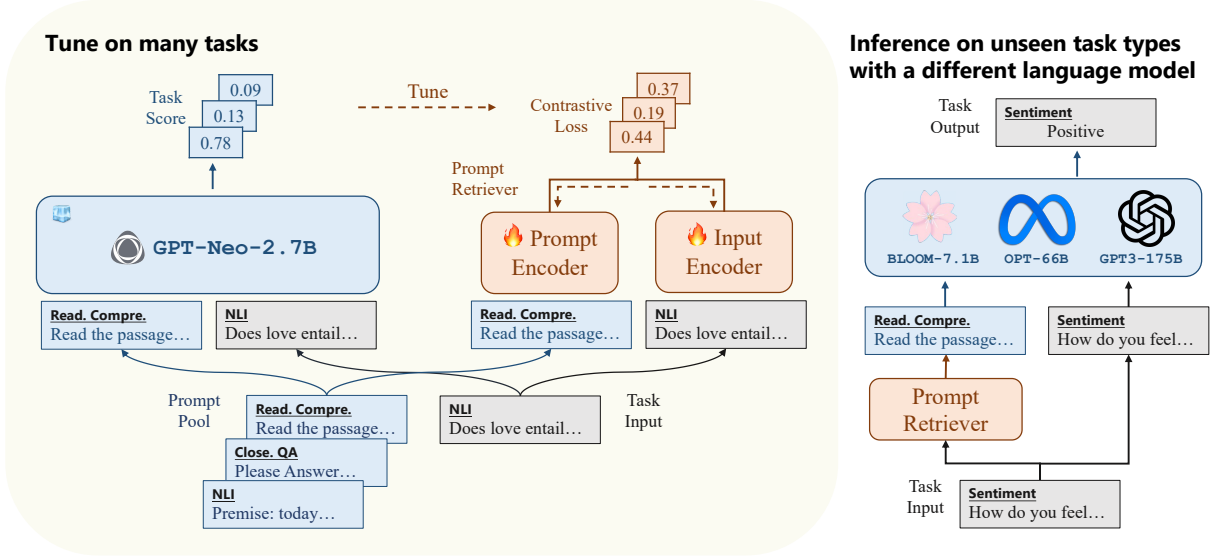 Tune on many tasks
Task
Score
0.09
0.13
0.78
Tune
Contrastive
Loss
0.37
0.19
0.44
Prompt
Retriever
GPT-Neo-2.7B
Prompt
Encoder
Input
Encoder
Read. Compre.
Read the passage…
NLI
Does love entail…
Read. Compre.
Read the passage…
NLI
Does love entail…
Prompt
Pool
Read. Compre.
Read the passage…
Close. QA
Please Answer…
NLI
Premise: today…
NLI
Does love entail…
Task
Input
Inference on unseen task types
with a different language model
Task
Output
Sentiment
Positive
BLOOM-7.1B
OPT-66B
GPT3-175B
Read. Compre.
Read the passage…
Sentiment
How do you feel…
Prompt
Retriever
Task
Input
Sentiment
How do you feel…